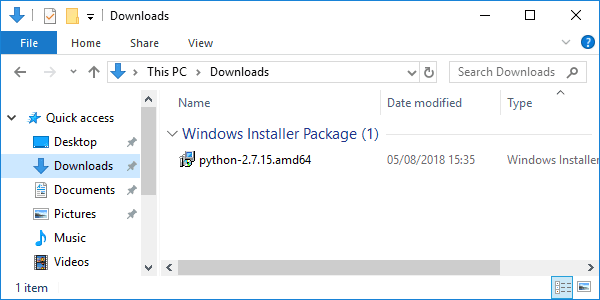 Downloads
File Home Share View
This PC Downloads Search Downloads
Name Date modified Type
Quick access
Windows Installer Package (1)
Desktop
Downloads python-2.7.15.amd64 05/08/2018 15:35 Windows Installer
Documents
Pictures
Music
Videos
1 item